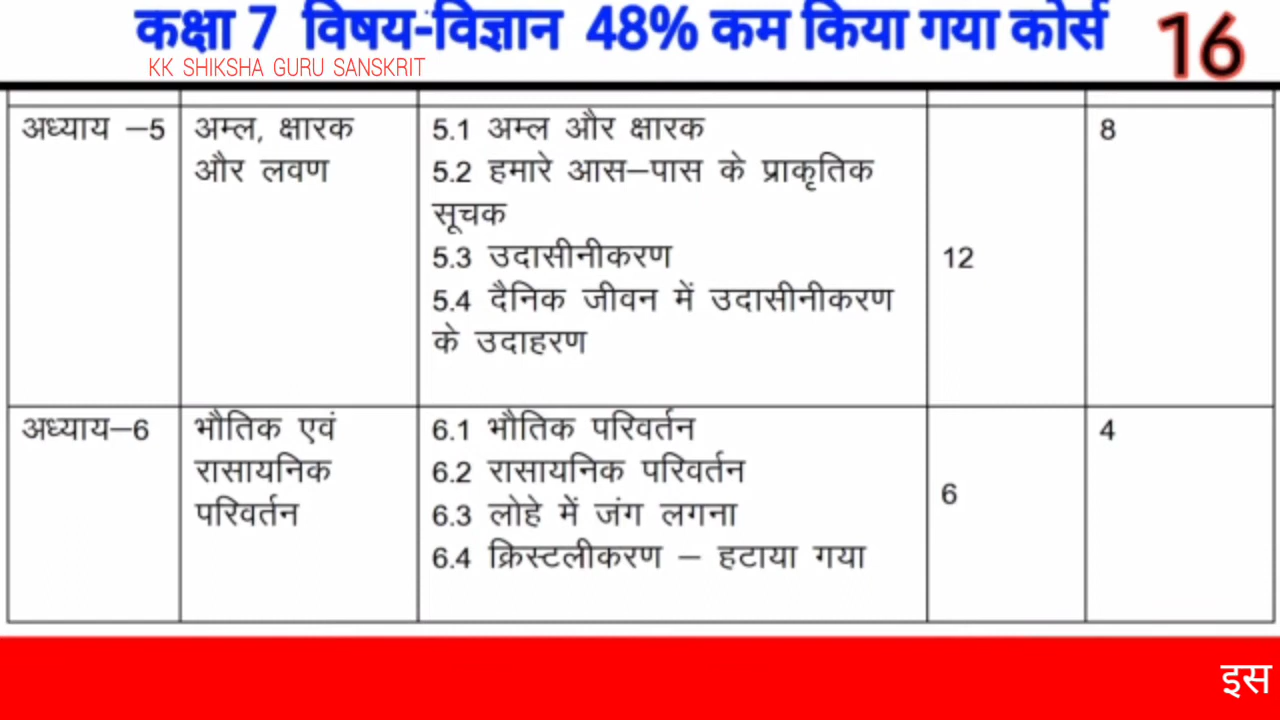 कक्षा 7 विषय-विज्ञान 48% कम किया गया कोर्स
16
KK SHIKSHA GURU SANSKRIT
अध्याय –5
अम्ल, क्षारक
और लवण
5.1 अम्ल और क्षारक
5.2 हमारे आस–पास के प्राकृतिक
सूचक
5.3 उदासीनीकरण
5.4 दैनिक जीवन में उदासीनीकरण
के उदाहरण
12
8
अध्याय–6
भौतिक एवं
रासायनिक
परिवर्तन
6.1 भौतिक परिवर्तन
6.2 रासायनिक परिवर्तन
6.3 लोहे में जंग लगना
6.4 क्रिस्टलीकरण – हटाया गया
6
4
इस